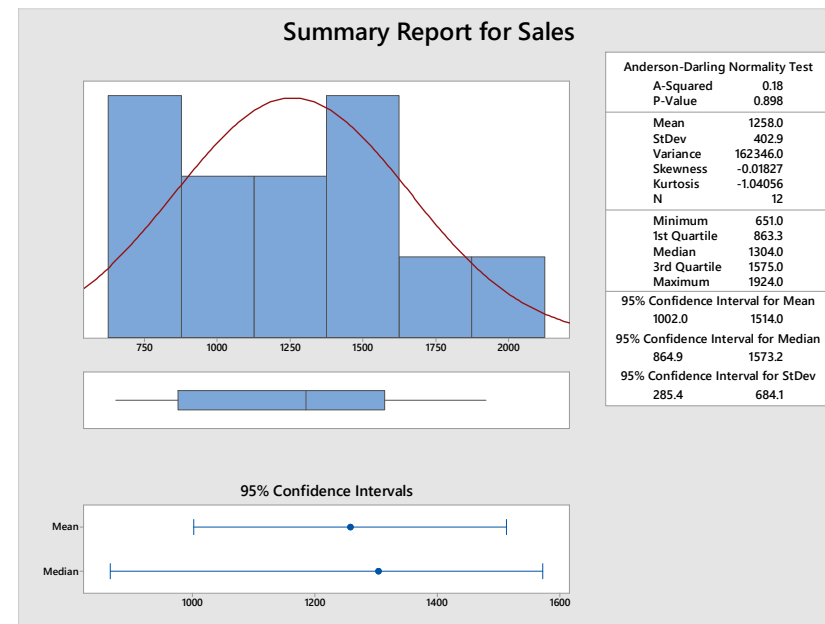 Summary Report for Sales
750 1000 1250 1500 1750 2000
95% Confidence Intervals
Mean
Median
1000 1200 1400 1600
Anderson-Darling Normality Test
A-Squared 0.18
P-Value 0.898
Mean 1258.0
StDev 402.9
Variance 162346.0
Skewness -0.01827
Kurtosis -1.04056
N 12
Minimum 651.0
1st Quartile 863.3
Median 1304.0
3rd Quartile 1575.0
Maximum 1924.0
95% Confidence Interval for Mean
1002.0 1514.0
95% Confidence Interval for Median
864.9 1573.2
95% Confidence Interval for StDev
285.4 684.1